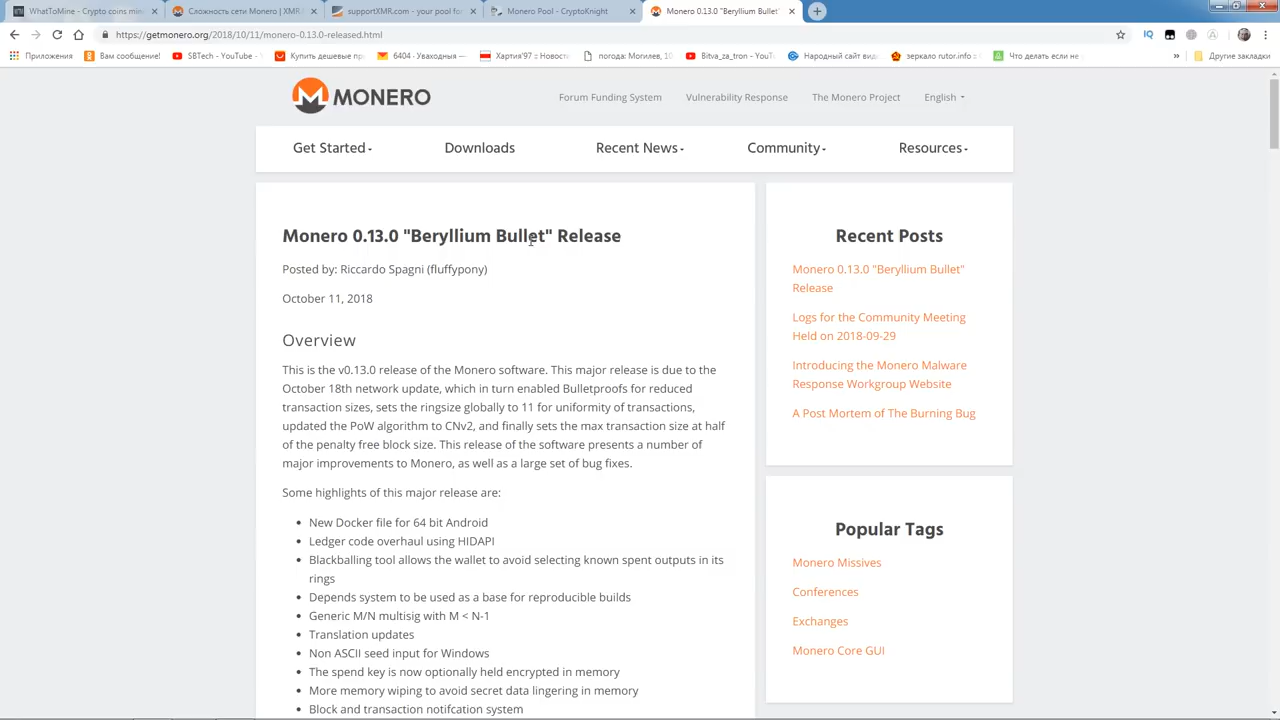 WhatToMine - Crypto coins min
Сложность сети Monero | XMR-
supportXMR.com - your pool for
Monero Pool - CryptoKnight
Monero 0.13.0 "Beryllium Bullet"
https://getmonero.org/2018/10/11/monero-0.13.0-released.html
IQ
Приложения
Вам сообщение!
SBTech - YouTube -
Купить дешевые пр
6404 - Уваходныя —
Хартия'97 :: Новост
погода: Могилев, 10
Bitva_za_tron - YouTu
Народный сайт вид
зеркало rutor.info ::
Что делать если не
»
Другие закладки
MONERO
Forum Funding System
Vulnerability Response
The Monero Project
English
Get Started
Downloads
Recent News
Community
Resources
Monero 0.13.0 "Beryllium Bullet" Release
Posted by: Riccardo Spagni (fluffypony)
October 11, 2018
Overview
This is the v0.13.0 release of the Monero software. This major release is due to the
October 18th network update, which in turn enabled Bulletproofs for reduced
transaction sizes, sets the ringsize globally to 11 for uniformity of transactions,
updated the PoW algorithm to CNv2, and finally sets the max transaction size at half
of the penalty free block size. This release of the software presents a number of
major improvements to Monero, as well as a large set of bug fixes.
Some highlights of this major release are:
• New Docker file for 64 bit Android
• Ledger code overhaul using HIDAPI
• Blackballing tool allows the wallet to avoid selecting known spent outputs in its
rings
• Depends system to be used as a base for reproducible builds
• Generic M/N multisig with M < N-1
• Translation updates
• Non ASCII seed input for Windows
• The spend key is now optionally held encrypted in memory
• More memory wiping to avoid secret data lingering in memory
• Block and transaction notifcation system
Recent Posts
Monero 0.13.0 "Beryllium Bullet"
Release
Logs for the Community Meeting
Held on 2018-09-29
Introducing the Monero Malware
Response Workgroup Website
A Post Mortem of The Burning Bug
Popular Tags
Monero Missives
Conferences
Exchanges
Monero Core GUI